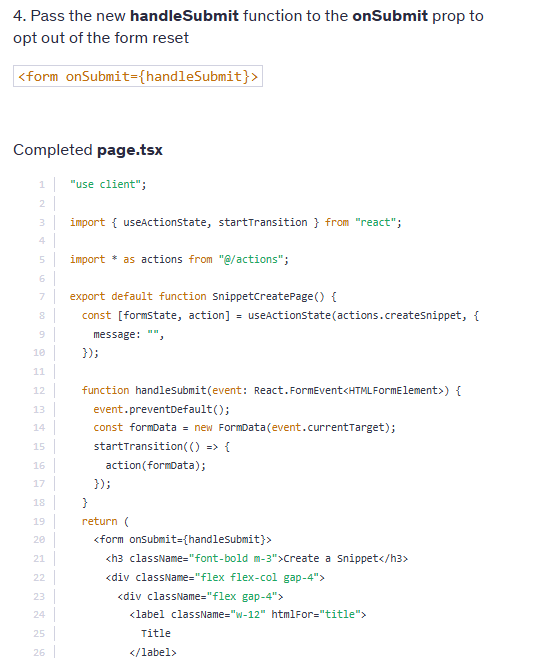 4. Pass the new handleSubmit function to the onSubmit prop to
opt out of the form reset
<form onSubmit={handleSubmit}>
Completed page.tsx
1 "use client";
2
3 import { useActionState, startTransition } from "react";
4
5 import * as actions from "@/actions";
6
7 export default function SnippetCreatePage() {
8   const [formState, action] = useActionState(actions.createSnippet, {
9     message: "",
10   });
11
12   function handleSubmit(event: React.FormEvent<HTMLFormElement>) {
13     event.preventDefault();
14     const formData = new FormData(event.currentTarget);
15     startTransition(() => {
16       action(formData);
17     });
18   }
19   return (
20     <form onSubmit={handleSubmit}>
21       <h3 className="font-bold m-3">Create a Snippet</h3>
22       <div className="flex flex-col gap-4">
23         <div className="flex gap-4">
24           <label className="w-12" htmlFor="title">
25             Title
26           </label>